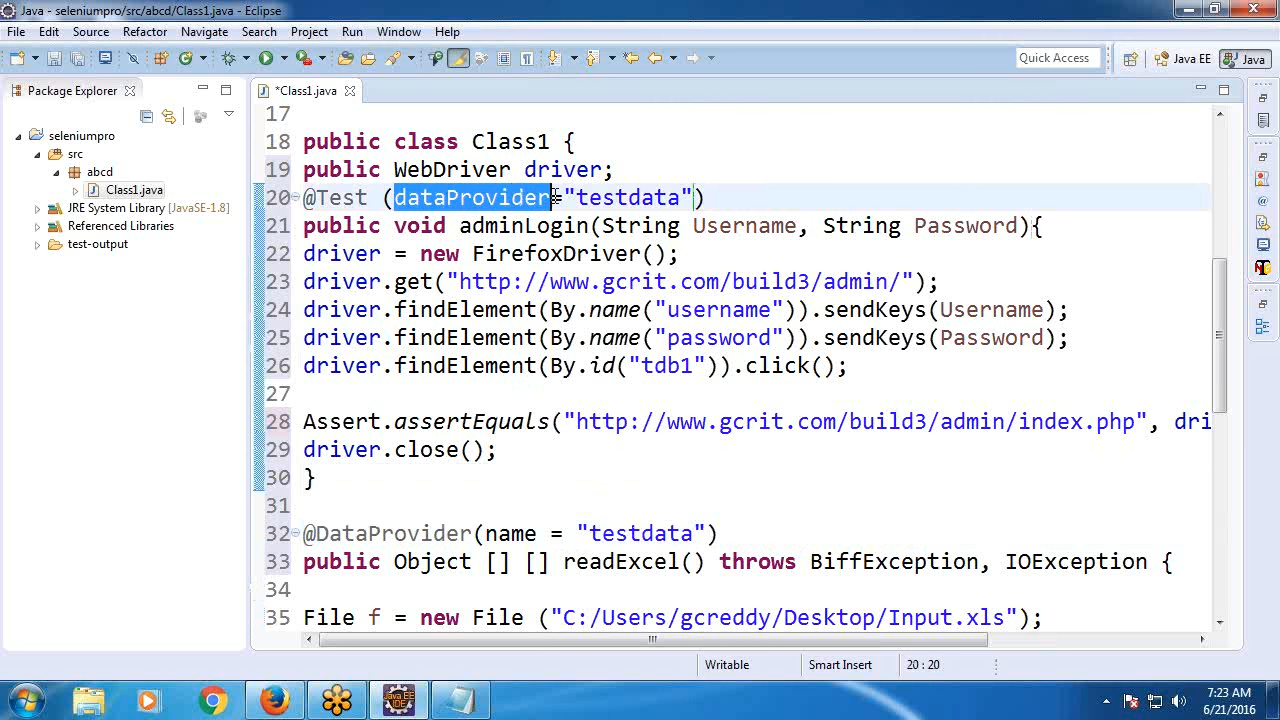 Java - seleniumpro/src/abcd/Class1.java - Eclipse
File Edit Source Refactor Navigate Search Project Run Window Help
Quick Access Java EE Java
Package Explorer
*Class1.java
seleniumpro
src
abcd
Class1.java
JRE System Library [JavaSE-1.8]
Referenced Libraries
test-output
17
18 public class Class1 {
19 public WebDriver driver;
20 @Test (dataProvider="testdata")
21 public void adminLogin(String Username, String Password){
22 driver = new FirefoxDriver();
23 driver.get("http://www.gcrit.com/build3/admin/");
24 driver.findElement(By.name("username")).sendKeys(Username);
25 driver.findElement(By.name("password")).sendKeys(Password);
26 driver.findElement(By.id("tdb1")).click();
27
28 Assert.assertEquals("http://www.gcrit.com/build3/admin/index.php", dri
29 driver.close();
30 }
31
32 @DataProvider(name = "testdata")
33 public Object [] [] readExcel() throws BiffException, IOException {
34
35 File f = new File ("C:/Users/gcreddy/Desktop/Input.xls");
Writable Smart Insert 20 : 20
Java EE
IDE
7:23 AM
6/21/2016